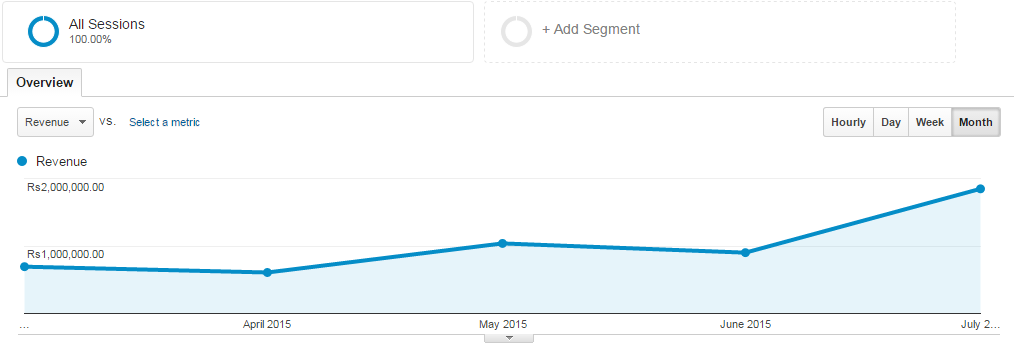 All Sessions
100.00%
+ Add Segment
Overview
Revenue vs. Select a metric
Hourly Day Week Month
Revenue
Rs2,000,000.00
Rs1,000,000.00
... April 2015 May 2015 June 2015 July 2...